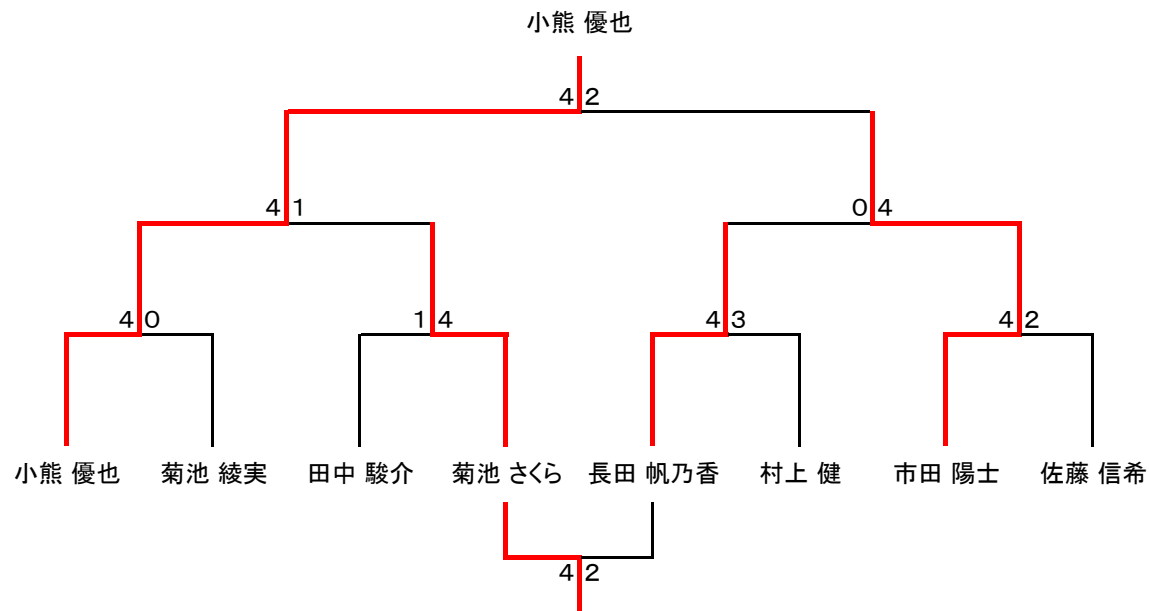 小熊 優也
4 2
4 1 0 4
4 0 1 4 4 3 4 2
小熊 優也 菊池 綾実 田中 駿介 菊池 さくら 長田 帆乃香 村上 健 市田 陽士 佐藤 信希
4 2